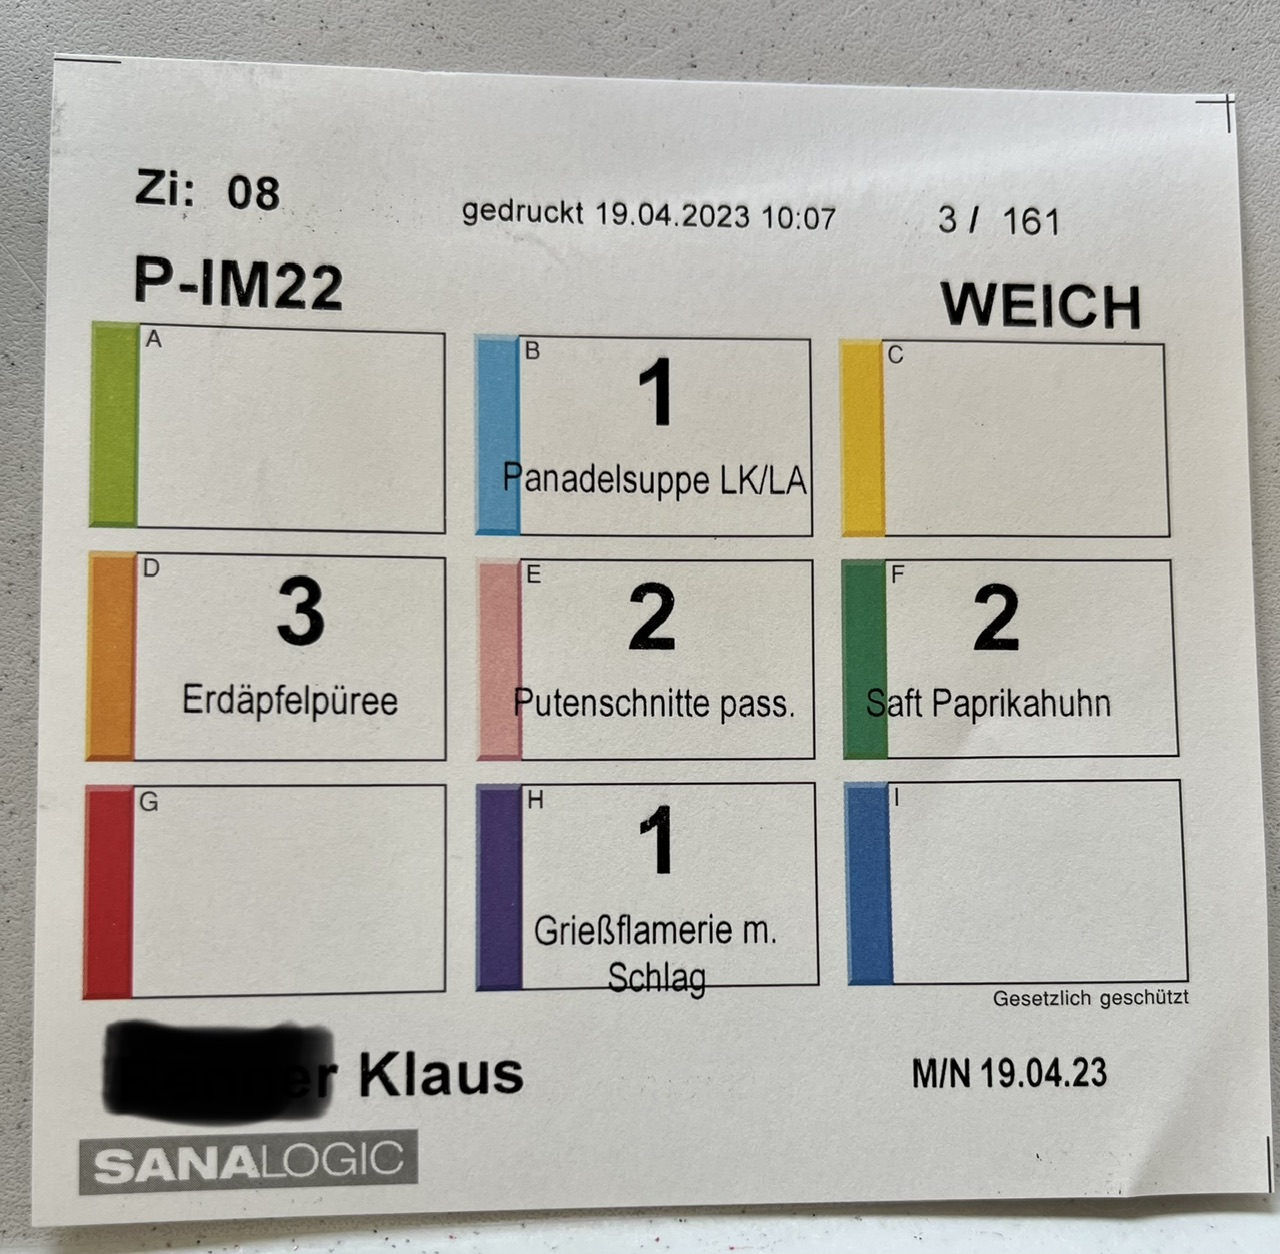 Zi: 08
gedruckt 19.04.2023 10:07
3 / 161
P-IM22
WEICH
A
B
1
Panadelsuppe LK/LA
C
D
3
Erdäpfelpüree
E
2
Putenschnitte pass.
F
2
Saft Paprikahuhn
G
H
1
Grießflamerie m.
Schlag
I
Gesetzlich geschützt
Klaus
M/N 19.04.23
SANALOGIC